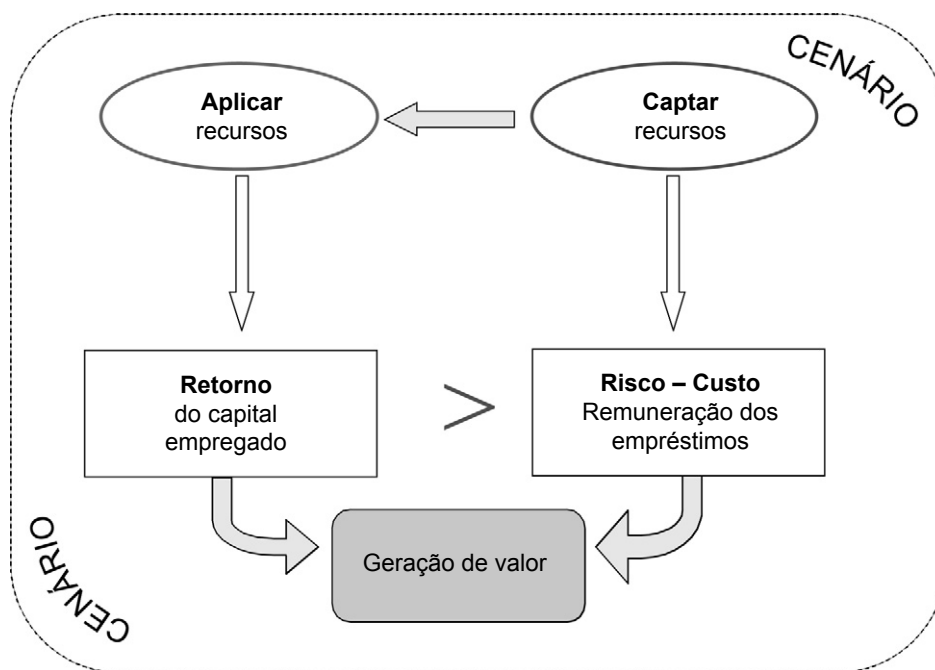 CENÁRIO
Aplicar
recursos
Captar
recursos
Retorno
do capital
empregado
>
Risco – Custo
Remuneração dos
empréstimos
Geração de valor
CENÁRIO